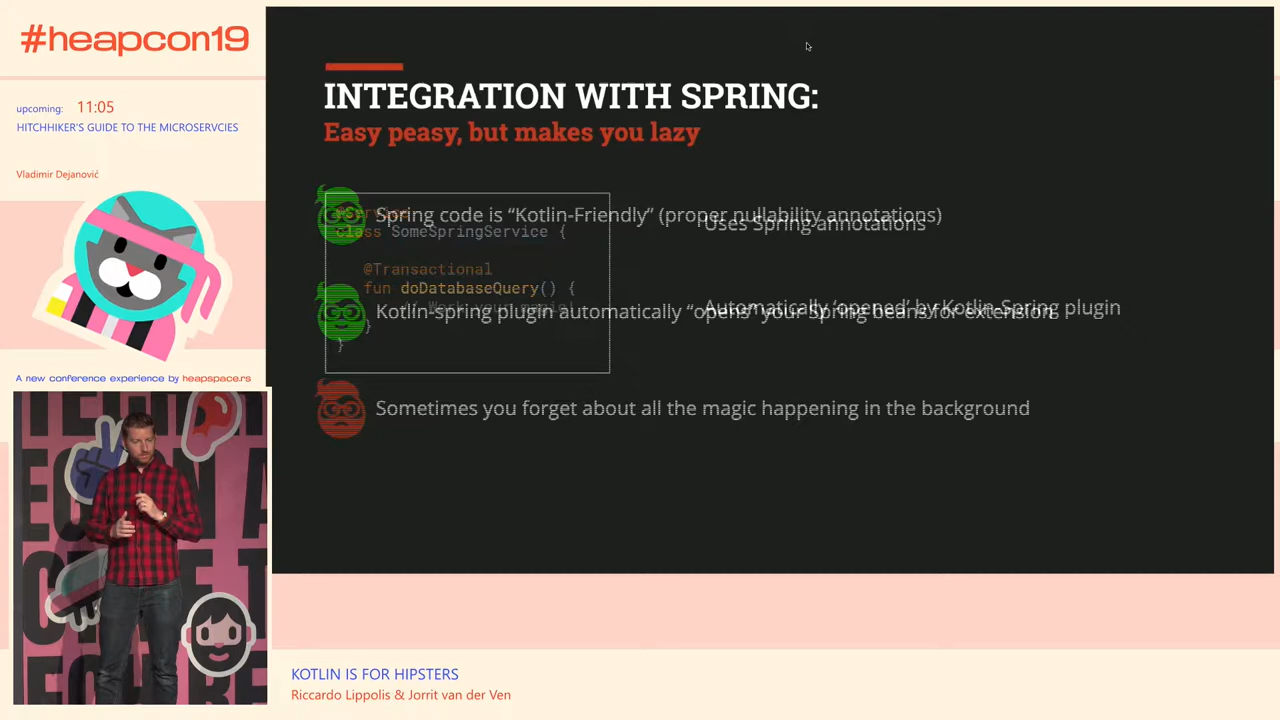 #heapcon19
upcoming: 11:05
HITCHHIKER'S GUIDE TO THE MICROSERVCIES
Vladimir Dejanović
A new conference experience by heapspace.rs
INTEGRATION WITH SPRING:
Easy peasy, but makes you lazy
Spring code is “Kotlin-Friendly” (proper nullability annotations)
Uses Spring annotations
@Service
class SomeSpringService {
@Transactional
fun doDatabaseQuery() {
// Work your magic!
}
}
Kotlin-spring plugin automatically “opens” your Spring beans for extension
Automatically ‘opened’ by Kotlin-Spring plugin
Sometimes you forget about all the magic happening in the background
KOTLIN IS FOR HIPSTERS
Riccardo Lippolis & Jorrit van der Ven